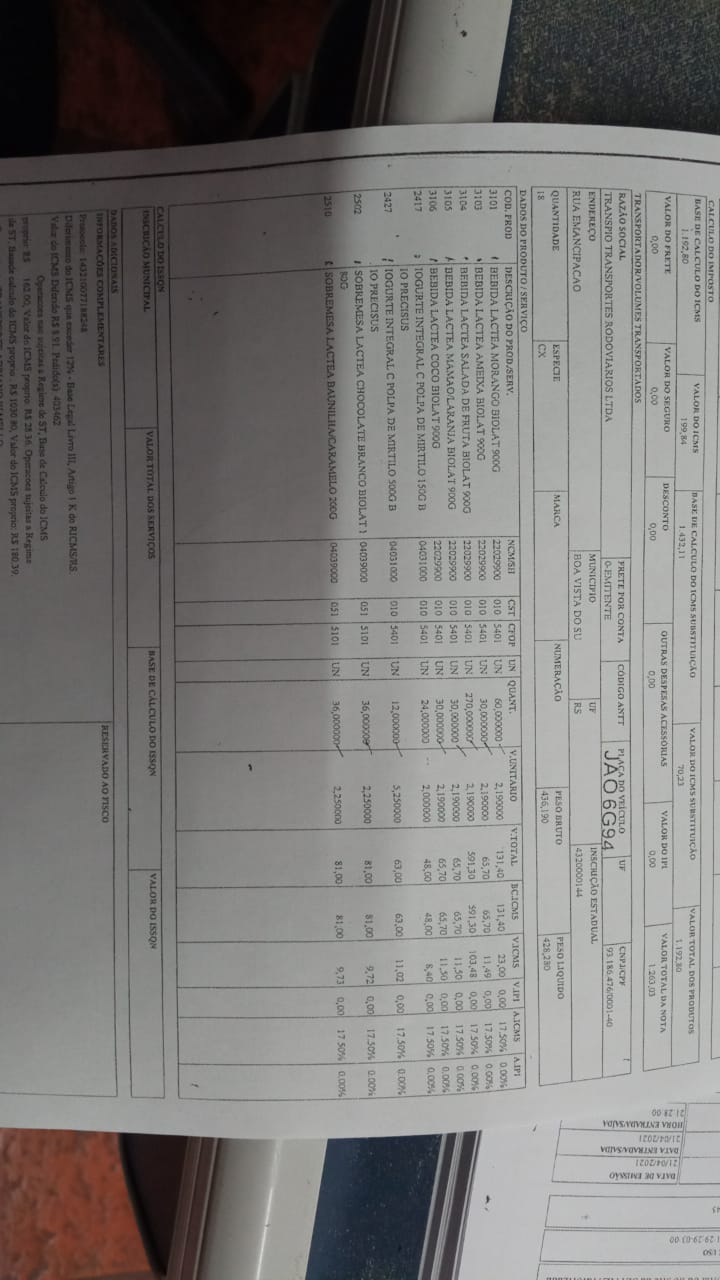 CALCULO DO IMPOSTO
BASE DE CALCULO DO ICMS VALOR DO ICMS BASE DE CALCULO DO ICMS SUBSTITUIÇÃO VALOR DO ICMS SUBSTITUIÇÃO VALOR TOTAL DOS PRODUTOS
1.192,80 199,84 1.432,11 70,23 1.192,80
VALOR DO FRETE VALOR DO SEGURO DESCONTO OUTRAS DESPESAS ACESSÓRIAS VALOR DO IPI VALOR TOTAL DA NOTA
0,00 0,00 0,00 0,00 0,00 1.263,03
TRANSPORTADOR/VOLUMES TRANSPORTADOS
RAZÃO SOCIAL FRETE POR CONTA CÓDIGO ANTT PLACA DO VEÍCULO UF CNPJ/CPF
TRANSPIO TRANSPORTES RODOVIARIOS LTDA 0-EMITENTE JAO 6G94 93.186.476/0001-40
ENDEREÇO MUNICIPIO UF INSCRIÇÃO ESTADUAL
RUA EMANCIPACAO BOA VISTA DO SU RS 4320000144
QUANTIDADE ESPECIE MARCA NUMERAÇÃO PESO BRUTO PESO LIQUIDO
18 CX 436,190 428,280
DADOS DO PRODUTO / SERVIÇO
COD. PROD DESCRIÇÃO DO PROD./SERV. NCM/SH CST CFOP UN QUANT. V.UNITARIO V.TOTAL BC.ICMS V.ICMS V.IPI A.ICMS A.IPI
3101 BEBIDA LACTEA MORANGO BIOLAT 900G 22029900 010 5401 UN 60,000000 2,190000 131,40 131,40 23,00 0,00 17.50% 0.00%
3103 BEBIDA LACTEA AMEIXA BIOLAT 900G 22029900 010 5401 UN 30,000000 2,190000 65,70 65,70 11,49 0,00 17.50% 0.00%
3104 BEBIDA LACTEA SALADA DE FRUTA BIOLAT 900G 22029900 010 5401 UN 270,000000 2,190000 591,30 591,30 103,48 0,00 17.50% 0.00%
3105 BEBIDA LACTEA MAMAO/LARANJA BIOLAT 900G 22029900 010 5401 UN 30,000000 2,190000 65,70 65,70 11,50 0,00 17.50% 0.00%
3106 BEBIDA LACTEA COCO BIOLAT 900G 22029900 010 5401 UN 30,000000 2,190000 65,70 65,70 11,50 0,00 17.50% 0.00%
2417 IOGURTE INTEGRAL C POLPA DE MIRTILO 150G B 04031000 010 5401 UN 24,000000 2,000000 48,00 48,00 8,40 0,00 17.50% 0.00%
IO PRECISUS
2427 IOGURTE INTEGRAL C POLPA DE MIRTILO 500G B 04031000 010 5401 UN 12,000000 5,250000 63,00 63,00 11,02 0,00 17.50% 0.00%
IO PRECISUS
2502 SOBREMESA LACTEA CHOCOLATE BRANCO BIOLAT 1 04039000 051 5101 UN 36,000000 2,250000 81,00 81,00 9,72 0,00 17.50% 0.00%
80G
2510 SOBREMESA LACTEA BAUNILHA/CARAMELO 200G 04039000 051 5101 UN 36,000000 2,250000 81,00 81,00 9,73 0,00 17.50% 0.00%
CALCULO DO ISSQN
INSCRIÇÃO MUNICIPAL VALOR TOTAL DOS SERVIÇOS BASE DE CÁLCULO DO ISSQN VALOR DO ISSQN
DADOS ADICIONAIS
INFORMAÇÕES COMPLEMENTARES RESERVADO AO FISCO
Protocolo: 143210077188248
Diferimento do ICMS que exceder 12% - Base Legal Livro III, Artigo 1 K do RICMS/RS.
Valor do ICMS Diferido R$ 8.91. Pedido(s) 403462
Operacoes nao sujeitas a Regime de ST, Base de Calculo do ICMS
proprio: R$ 162.00, Valor do ICMS proprio: R$ 28.36. Operacoes sujeitas a Regime
de ST, Basede calculo do ICMS proprio . R$ 1030.80, Valor do ICMS proprio: R$ 180.39.
DATA DE EMISSÃO
21/04/2021
DATA ENTRADA/SAÍDA
21/04/2021
HORA ENTRADA/SAÍDA
21:28:00